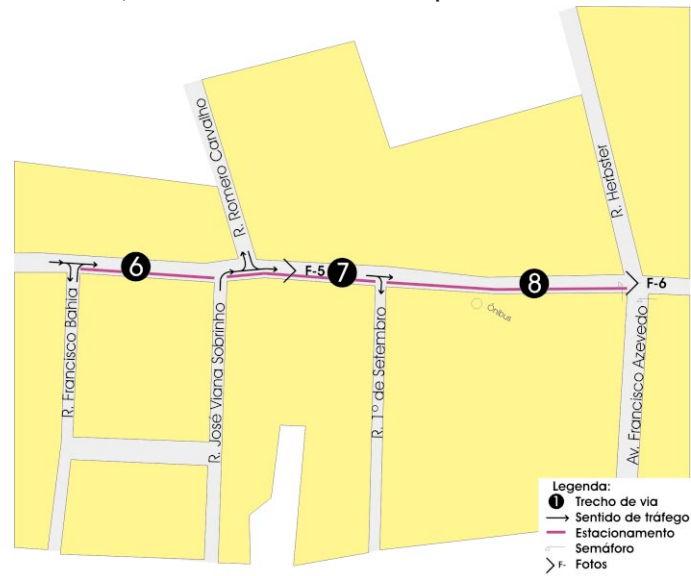 R. Romero Carvalho
R. Herbster
6
F-5
7
8
F-6
Ônibus
R. Francisco Bahia
R. José Viana Sobrinho
R. 1º de Setembro
Av. Francisco Azevedo
Legenda:
1 Trecho de via
Sentido de tráfego
Estacionamento
Semáforo
F- Fotos